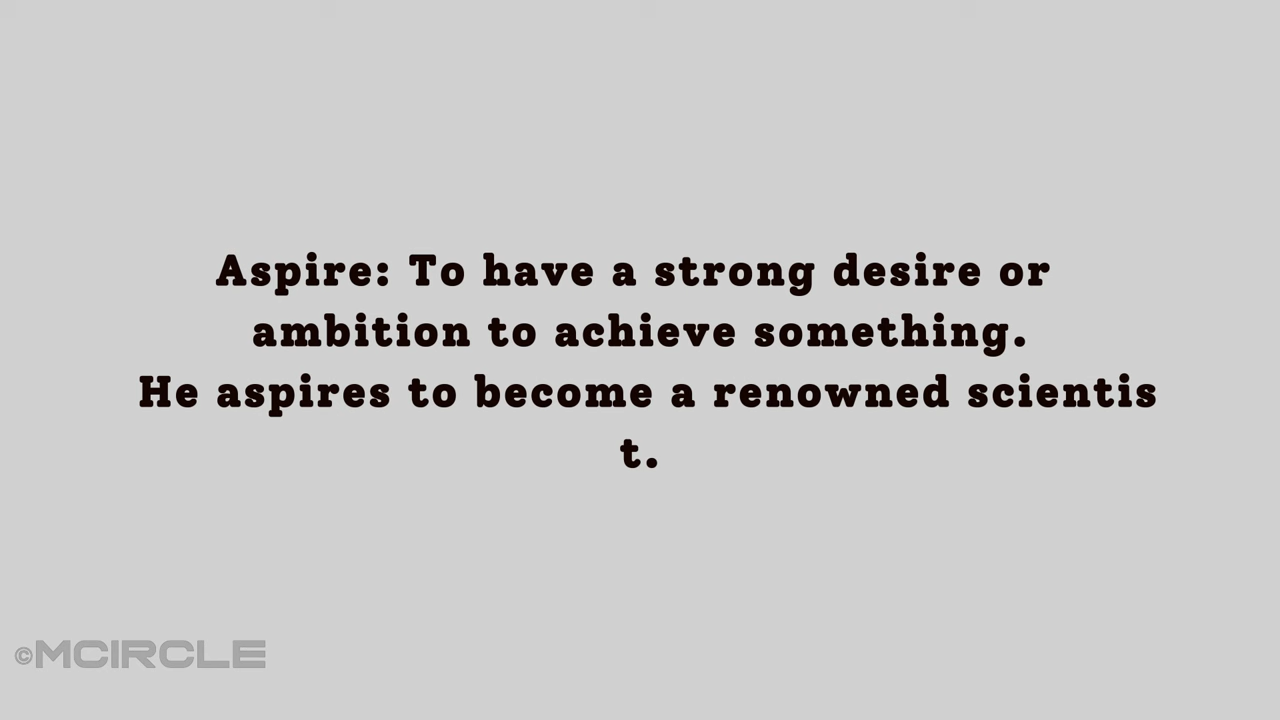 Aspire: To have a strong desire or
ambition to achieve something.
He aspires to become a renowned scientis
t.
©MCIRCLE